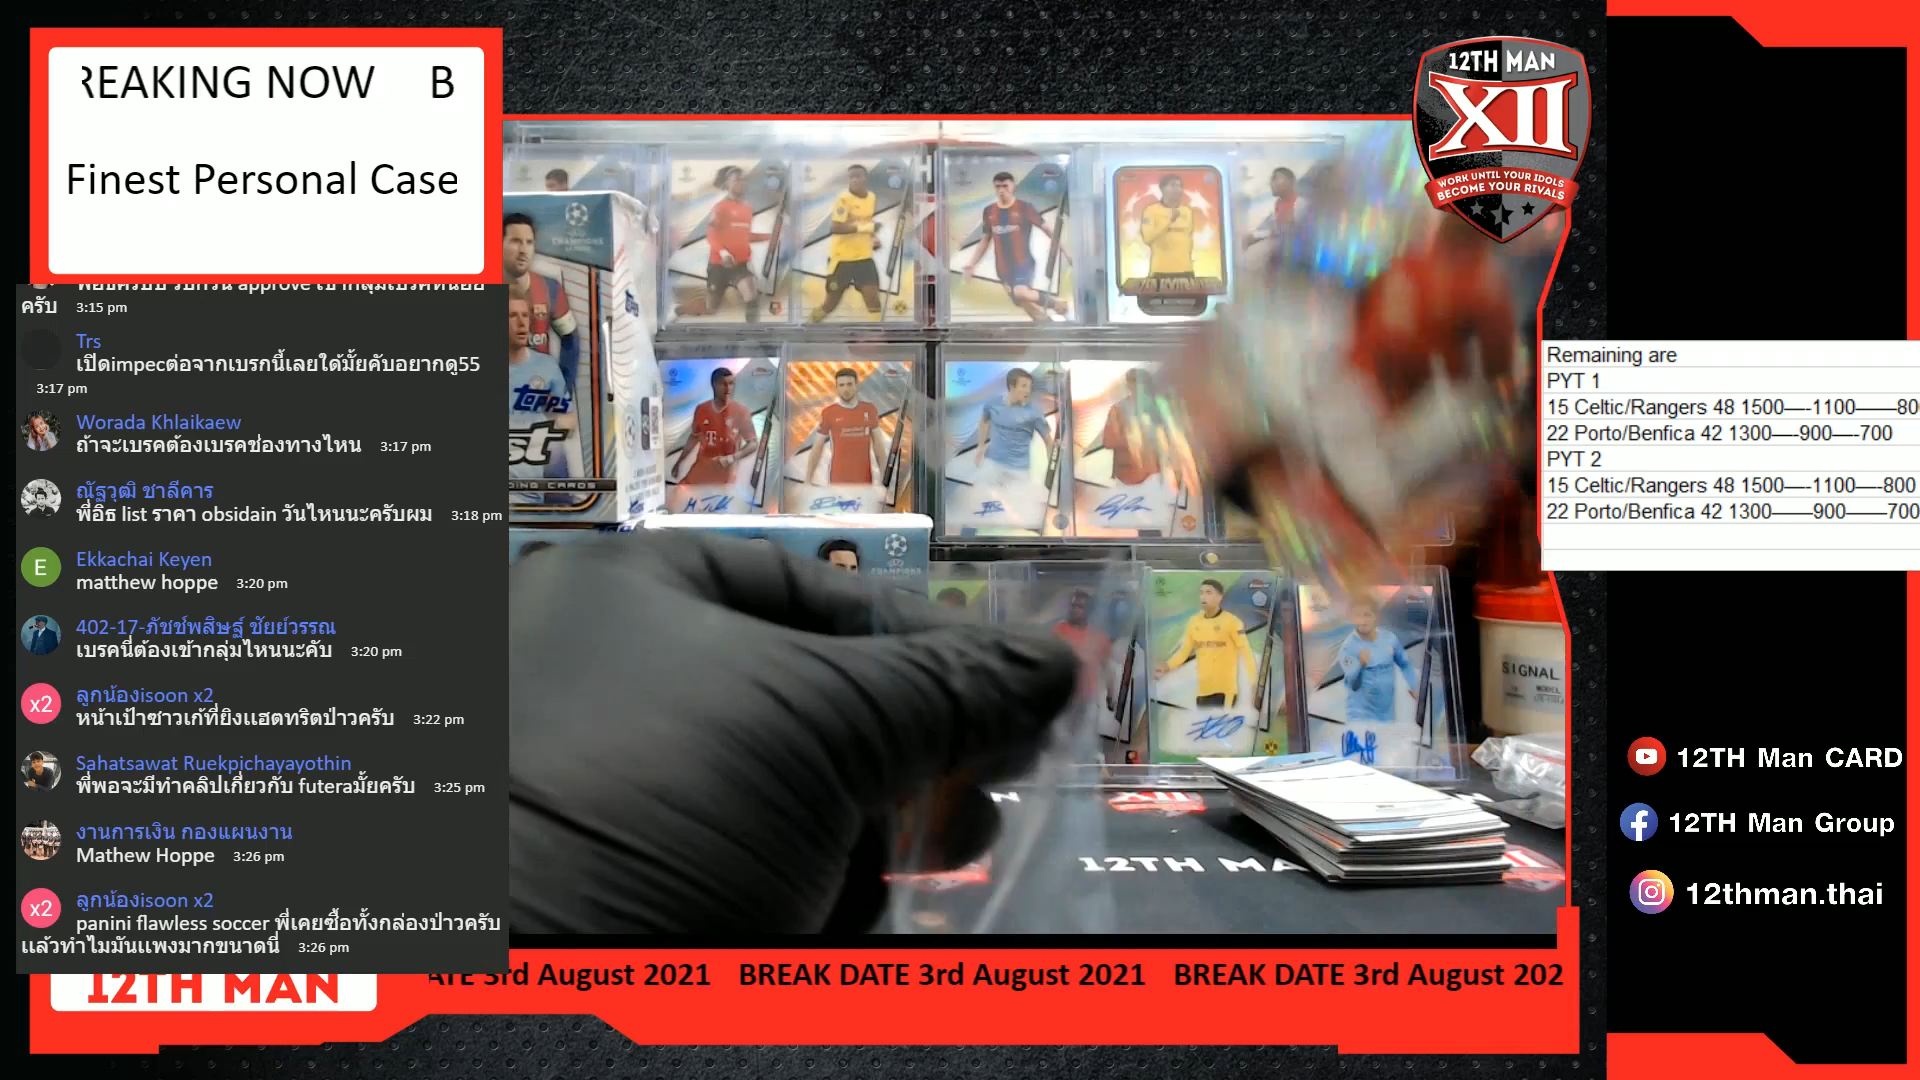 REAKING NOW B
Finest Personal Case
ครับ 3:15 pm
Trs
เปิดimpecต่อจากเบรกนี้เลยใด้มั้ยคับอยากดู55
3:17 pm
Worada Khlaikaew
ถ้าจะเบรคต้องเบรคช่องทางไหน 3:17 pm
ณัฐวุฒิ ชาลีคาร
พี่อิธ list ราคา obsidain วันไหนนะครับผม 3:18 pm
E
Ekkachai Keyen
matthew hoppe 3:20 pm
402-17-ภัชช์พสิษฐ์ ชัยย์วรรณ
เบรคนี่ต้องเข้ากลุ่มไหนนะคับ 3:20 pm
x2
ลูกน้องisoon x2
หน้าเป้าซาวเก้ที่ยิงแฮตทริตป่าวครับ 3:22 pm
Sahatsawat Ruekpichayayothin
พี่พอจะมีทำคลิปเกี่ยวกับ futeraมั้ยครับ 3:25 pm
งานการเงิน กองแผนงาน
Mathew Hoppe 3:26 pm
x2
ลูกน้องisoon x2
panini flawless soccer พี่เคยซื้อทั้งกล่องป่าวครับ
แล้วทำไมมันแพงมากขนาดนี่ 3:26 pm
12TH MAN
ATE 3rd August 2021 BREAK DATE 3rd August 2021 BREAK DATE 3rd August 202
12TH MAN
XII
WORK UNTIL YOUR IDOLS
BECOME YOUR RIVALS
Remaining are
PYT 1
15 Celtic/Rangers 48 1500—-1100——80
22 Porto/Benfica 42 1300—-900—-700
PYT 2
15 Celtic/Rangers 48 1500—-1100—-800
22 Porto/Benfica 42 1300——900——700
12TH Man CARD
12TH Man Group
12thman.thai
CHAMPIONS
TOPPS
st
DING CARDS
CHAMPIONS
SIGNAL
12TH MA
XII